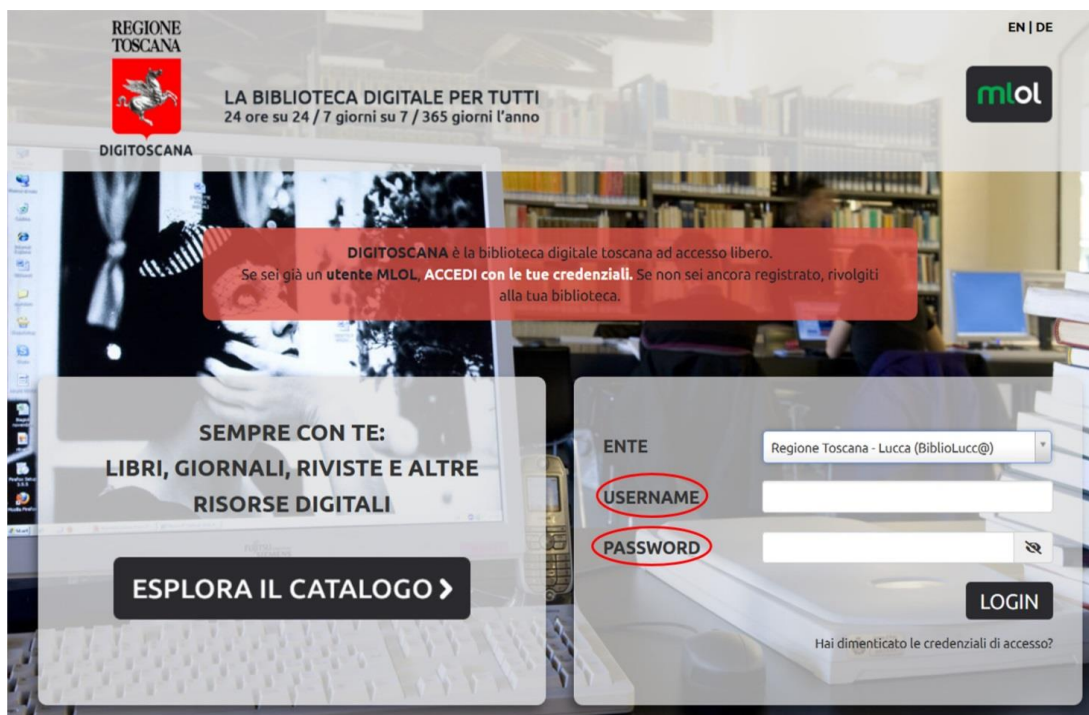 REGIONE
TOSCANA
DIGITOSCANA
LA BIBLIOTECA DIGITALE PER TUTTI
24 ore su 24 / 7 giorni su 7 / 365 giorni l'anno
EN | DE
mlol
DIGITOSCANA è la biblioteca digitale toscana ad accesso libero.
Se sei già un utente MLOL, ACCEDI con le tue credenziali. Se non sei ancora registrato, rivolgiti
alla tua biblioteca.
SEMPRE CON TE:
LIBRI, GIORNALI, RIVISTE E ALTRE
RISORSE DIGITALI
ESPLORA IL CATALOGO
ENTE
Regione Toscana - Lucca (BiblioLucc@)
USERNAME
PASSWORD
LOGIN
Hai dimenticato le credenziali di accesso?